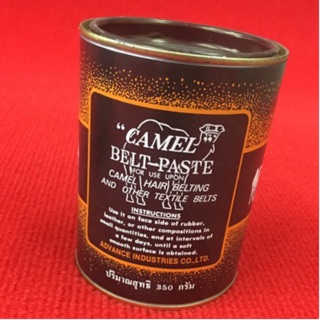 "CAMEL"
BELT-PASTE
FOR USE UPON
CAMEL HAIR BELTING
AND OTHER TEXTILE BELTS
INSTRUCTIONS
Use it on face side of rubber,
leather, or other compositions in
small quantities, and at intervals of
a few days, until a soft
smooth surface is obtained.
ADVANCE INDUSTRIES CO.,LTD.
ปริมาณสุทธิ 350 กรัม